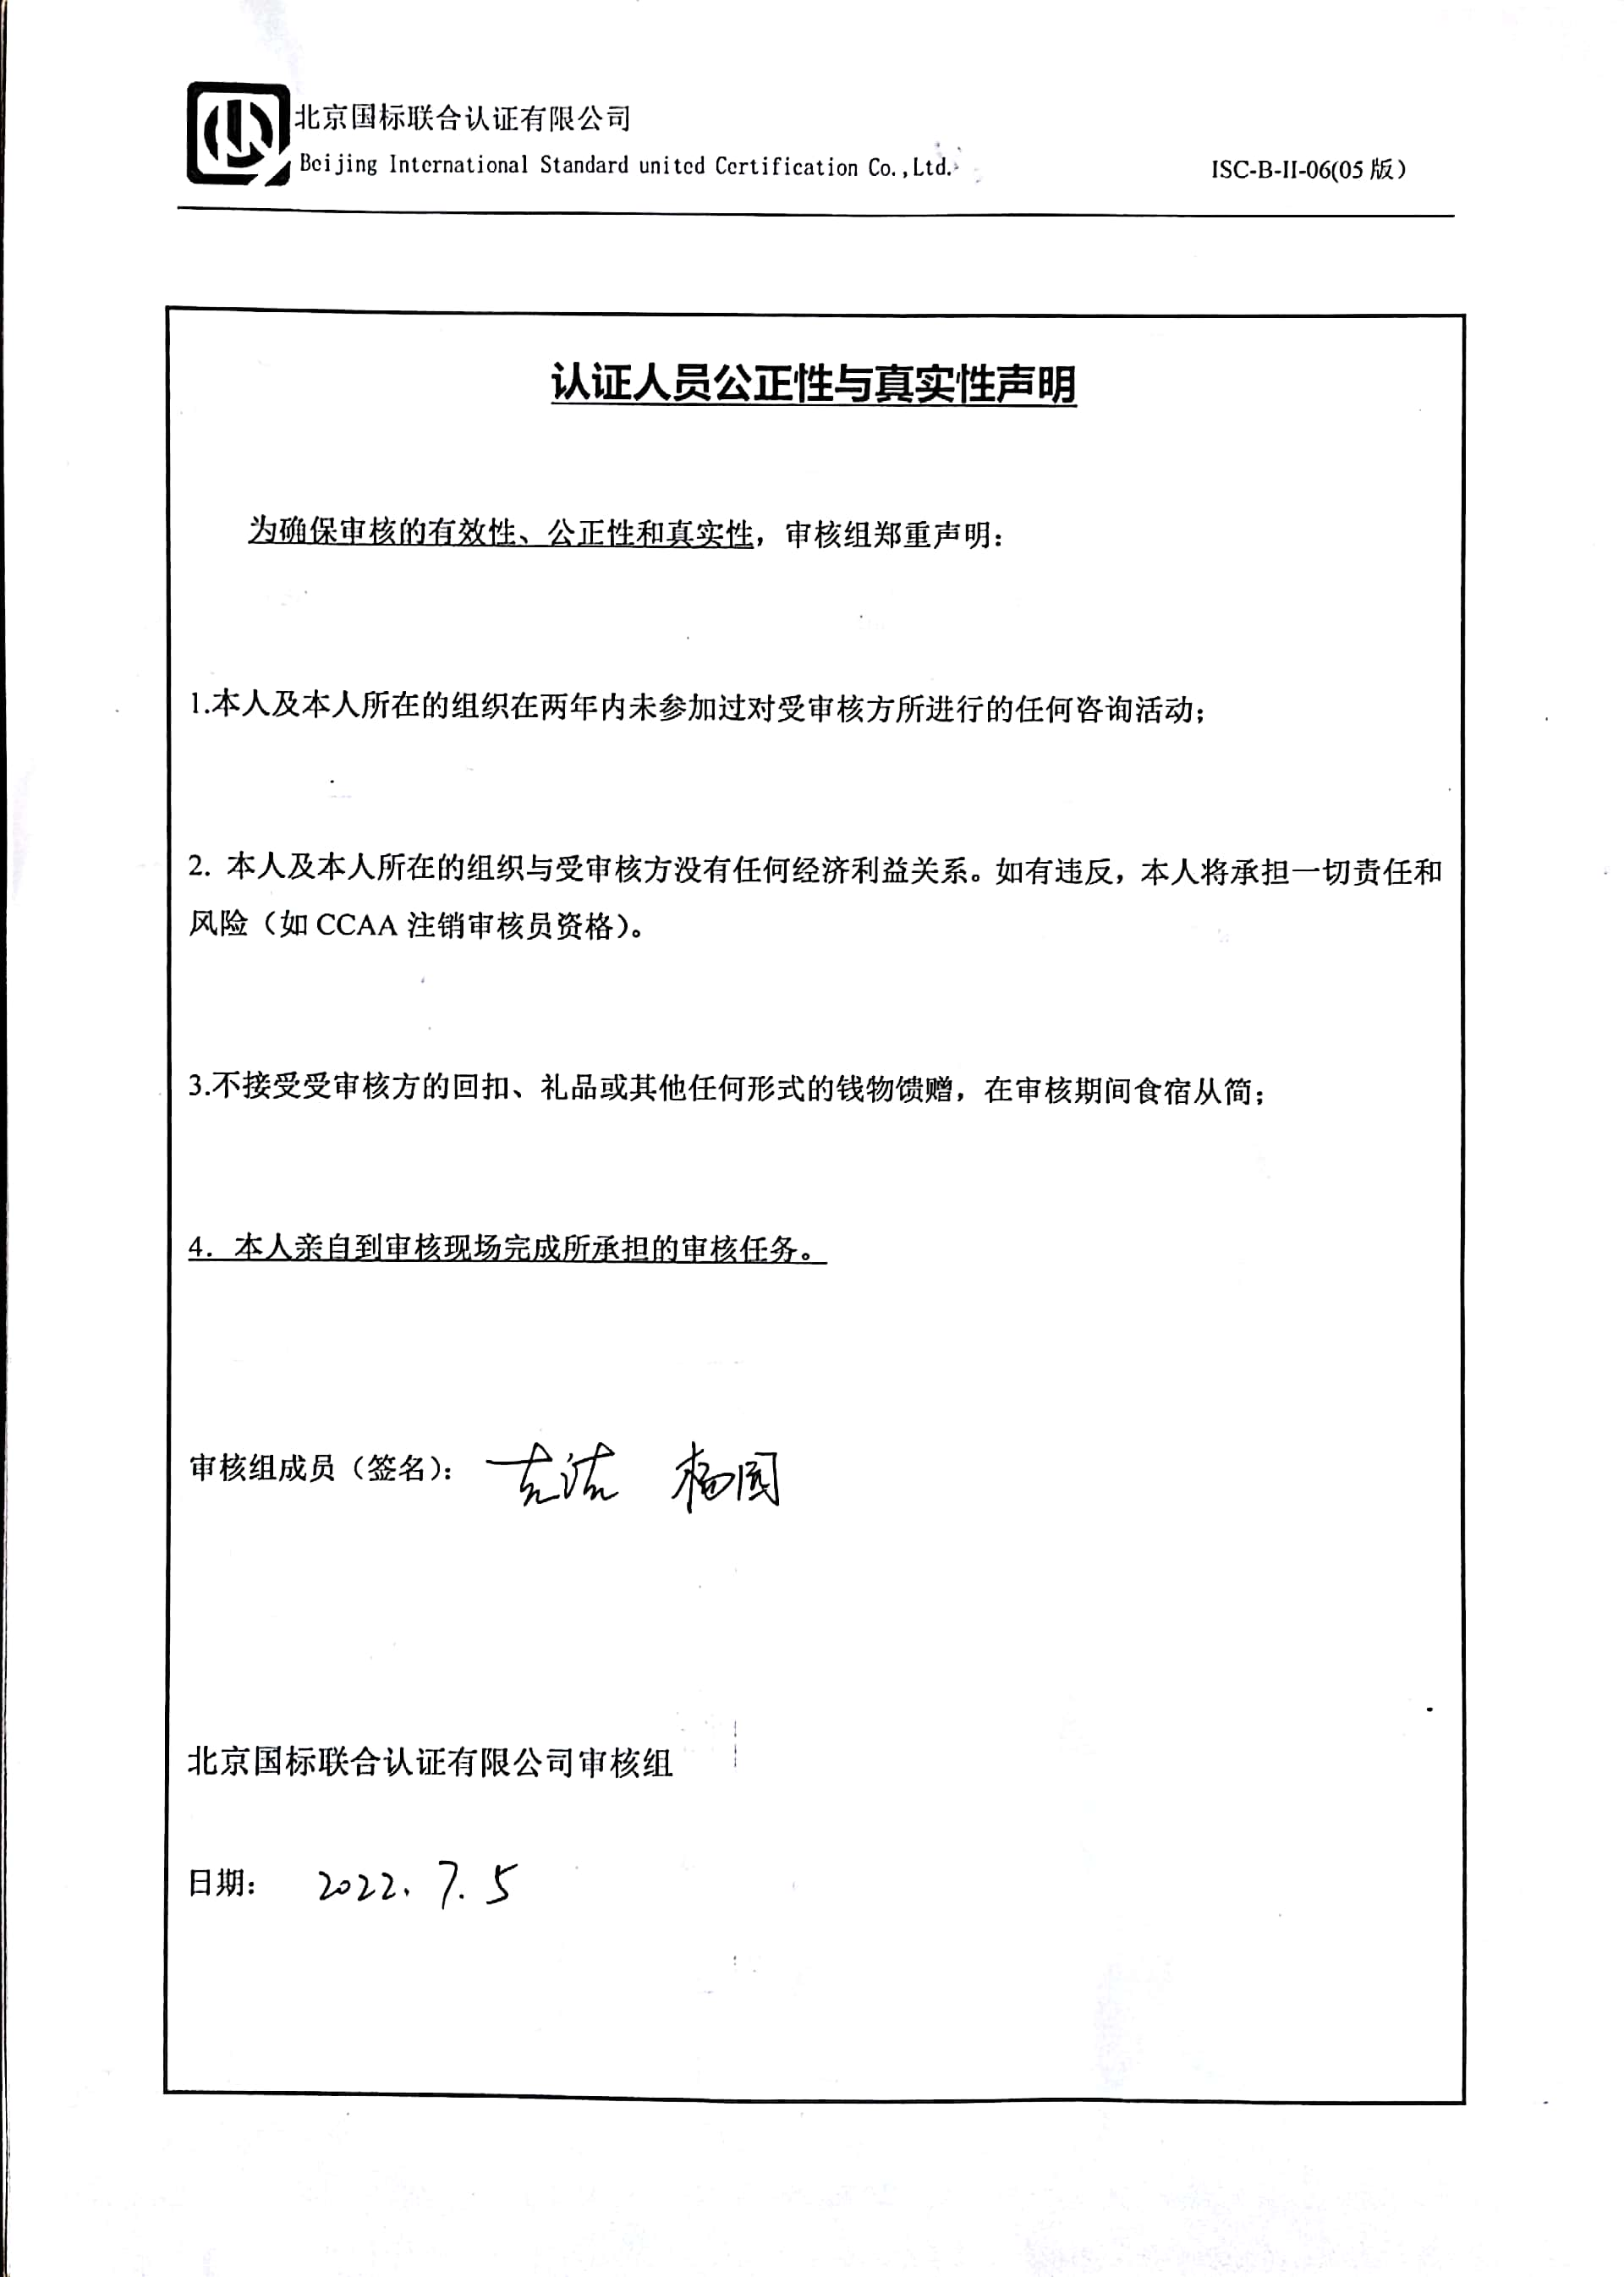 北京国标联合认证有限公司
Beijing International Standard united Certification Co.,Ltd.
ISC-B-II-06(05 版）
认证人员公正性与真实性声明
为确保审核的有效性、公正性和真实性，审核组郑重声明：
1.本人及本人所在的组织在两年内未参加过对受审核方所进行的任何咨询活动；
2. 本人及本人所在的组织与受审核方没有任何经济利益关系。如有违反，本人将承担一切责任和
风险（如 CCAA 注销审核员资格）。
3.不接受受审核方的回扣、礼品或其他任何形式的钱物馈赠，在审核期间食宿从简；
4. 本人亲自到审核现场完成所承担的审核任务。
审核组成员（签名）：
北京国标联合认证有限公司审核组
日期： 2022. 7. 5